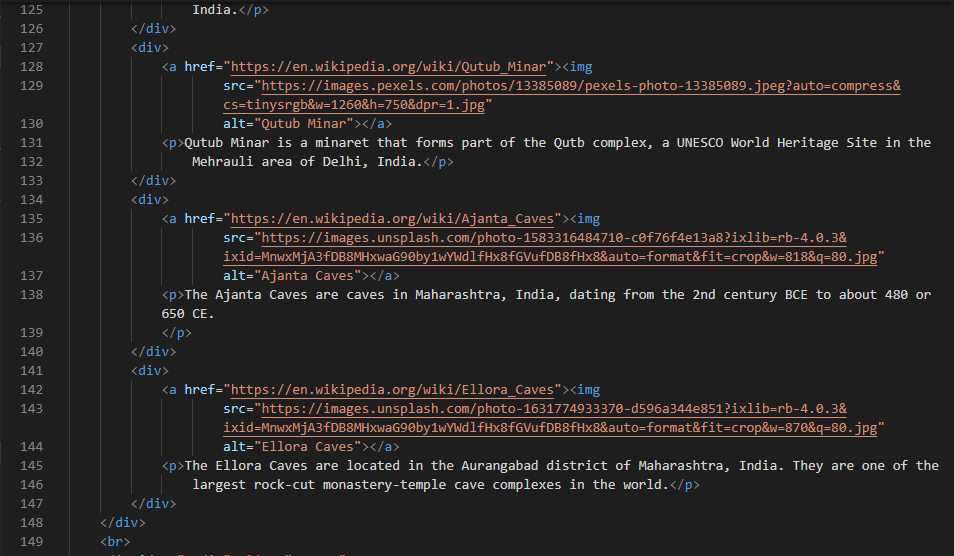 125 India.</p>
126 </div>
127 <div>
128 <a href="https://en.wikipedia.org/wiki/Qutub_Minar"><img
129 src="https://images.pexels.com/photos/13385089/pexels-photo-13385089.jpeg?auto=compress&
cs=tinysrgb&w=1260&h=750&dpr=1.jpg"
130 alt="Qutub Minar"></a>
131 <p>Qutub Minar is a minaret that forms part of the Qutb complex, a UNESCO World Heritage Site in the
132 Mehrauli area of Delhi, India.</p>
133 </div>
134 <div>
135 <a href="https://en.wikipedia.org/wiki/Ajanta_Caves"><img
136 src="https://images.unsplash.com/photo-1583316484710-c0f76f4e13a8?ixlib=rb-4.0.3&
ixid=MnwxMjA3fDB8MHxwaG90by1wYWdlfHx8fGVufDB8fHx8&auto=format&fit=crop&w=818&q=80.jpg"
137 alt="Ajanta Caves"></a>
138 <p>The Ajanta Caves are caves in Maharashtra, India, dating from the 2nd century BCE to about 480 or
650 CE.
139 </p>
140 </div>
141 <div>
142 <a href="https://en.wikipedia.org/wiki/Ellora_Caves"><img
143 src="https://images.unsplash.com/photo-1631774933370-d596a344e851?ixlib=rb-4.0.3&
ixid=MnwxMjA3fDB8MHxwaG90by1wYWdlfHx8fGVufDB8fHx8&auto=format&fit=crop&w=870&q=80.jpg"
144 alt="Ellora Caves"></a>
145 <p>The Ellora Caves are located in the Aurangabad district of Maharashtra, India. They are one of the
146 largest rock-cut monastery-temple cave complexes in the world.</p>
147 </div>
148 </div>
149 <br>